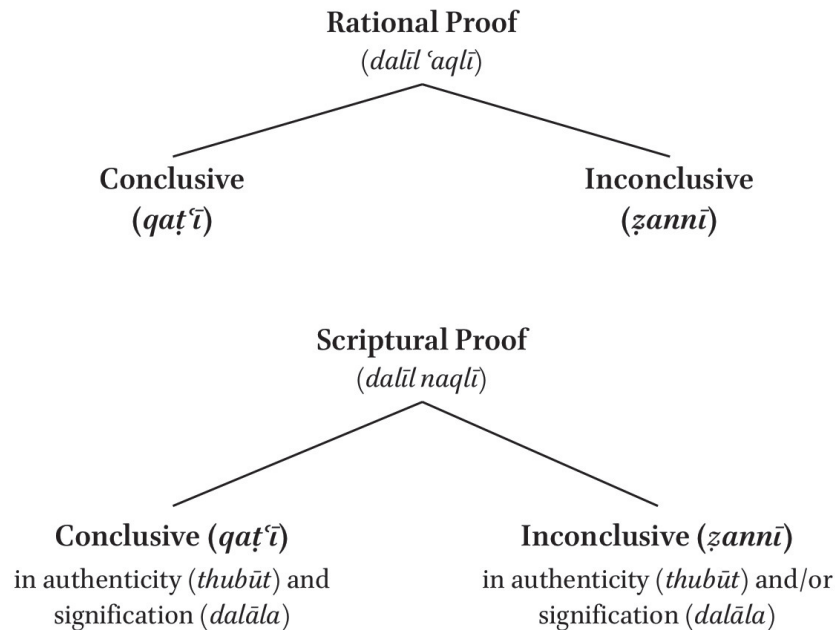 Rational Proof
(dalīl ʿaqlī)
Conclusive
(qaṭʿī)
Inconclusive
(ẓannī)
Scriptural Proof
(dalīl naqlī)
Conclusive (qaṭʿī)
in authenticity (thubūt) and
signification (dalāla)
Inconclusive (ẓannī)
in authenticity (thubūt) and/or
signification (dalāla)